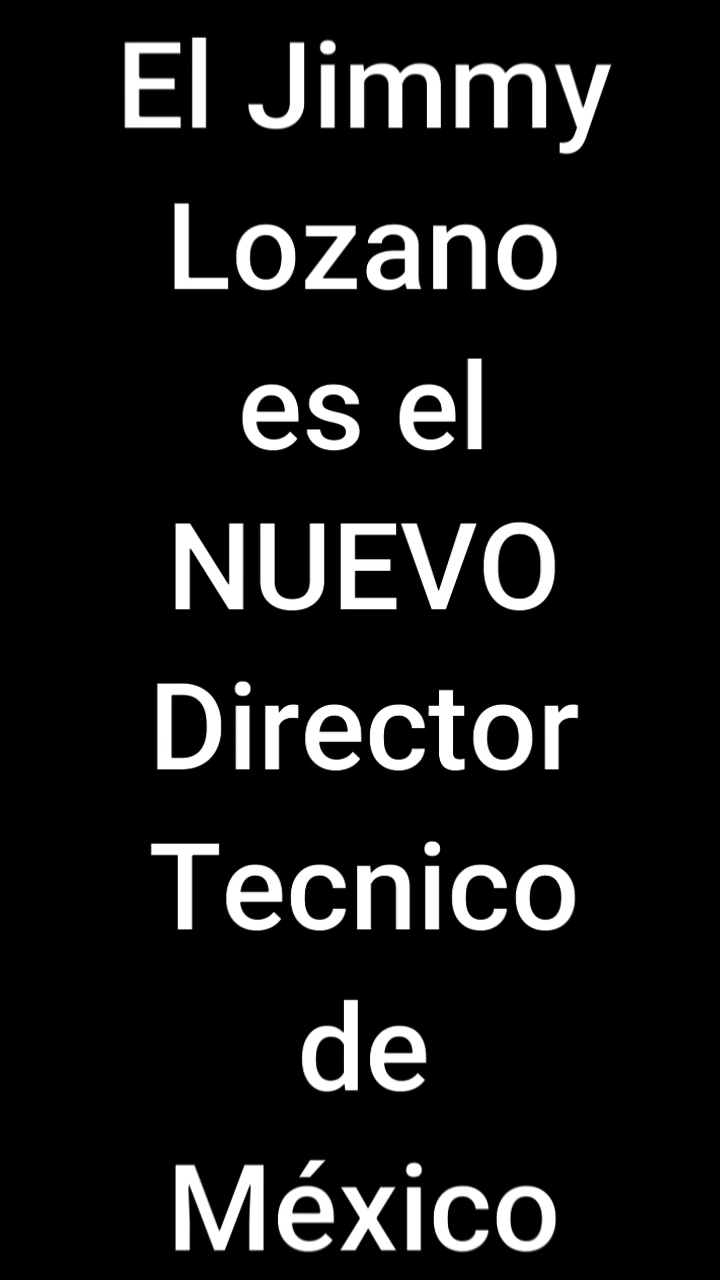 El Jimmy
Lozano
es el
NUEVO
Director
Tecnico
de
México